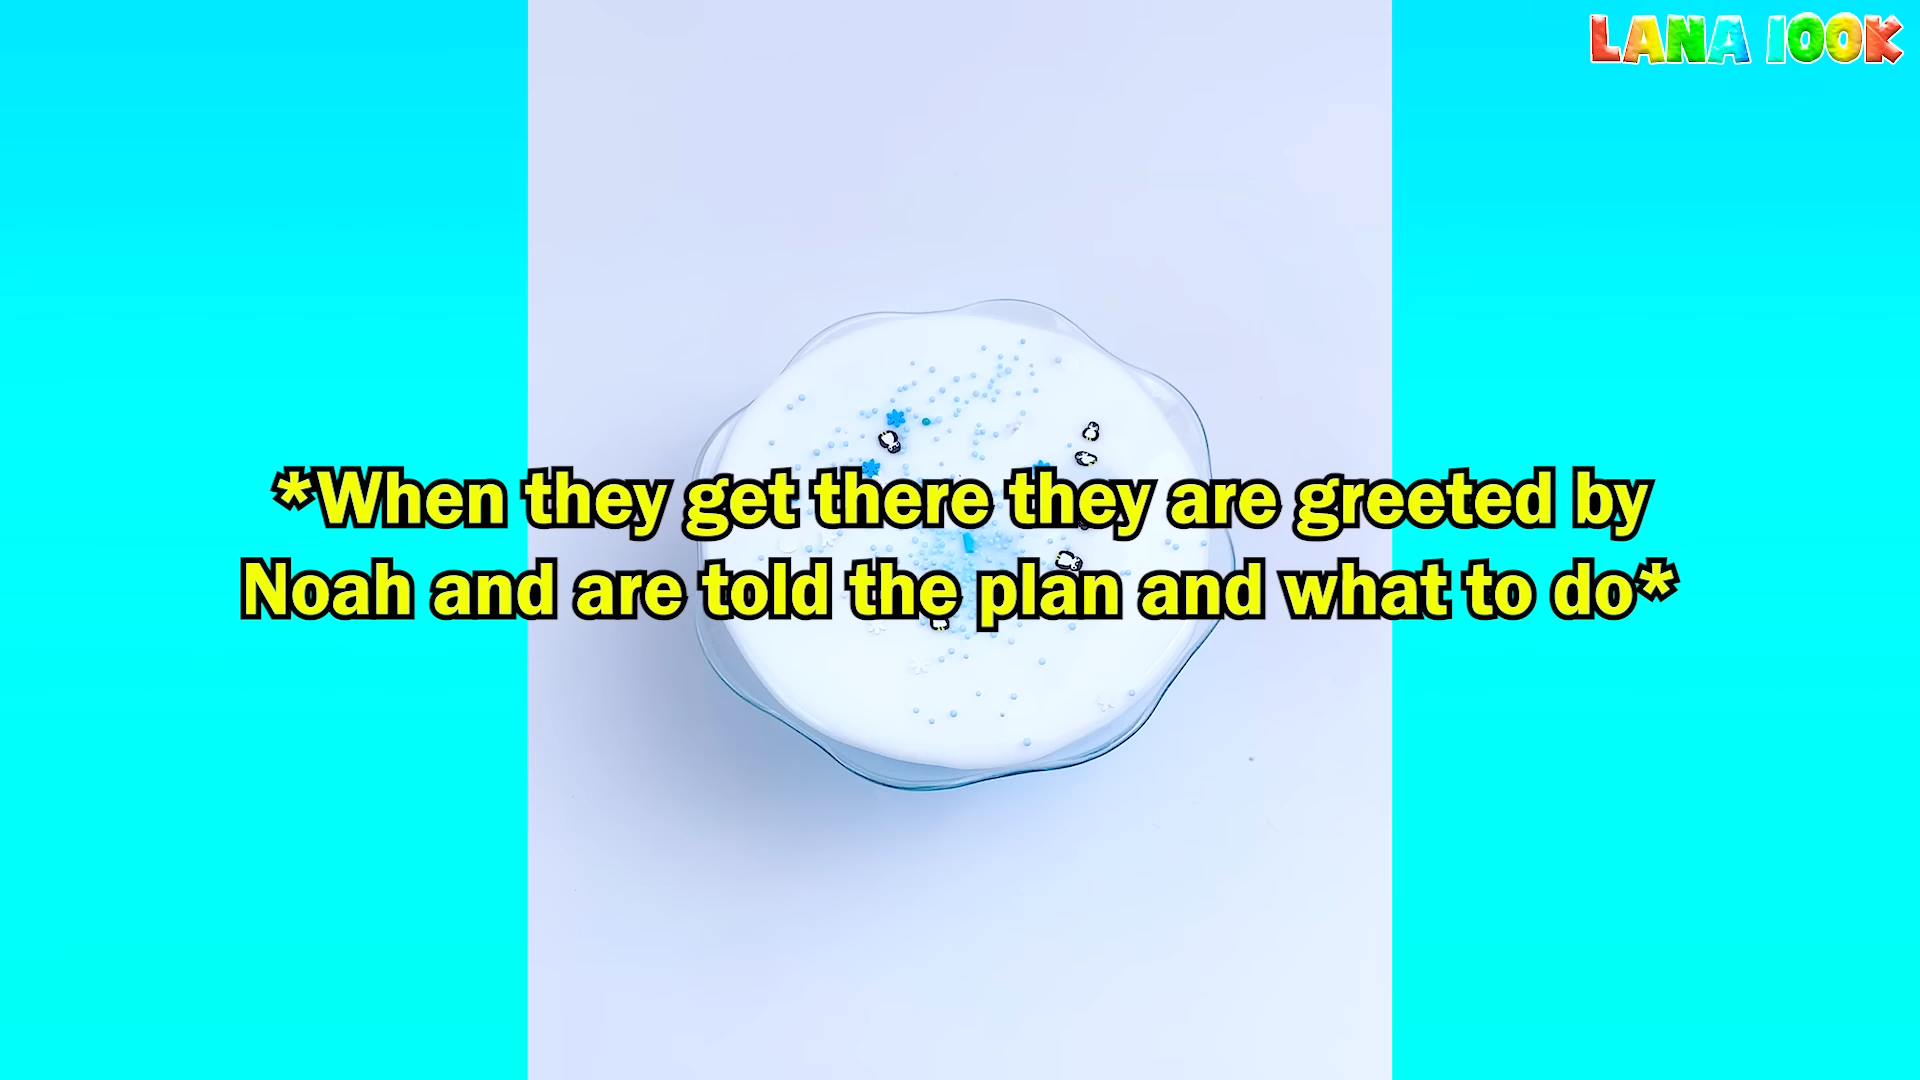 LANA 100K
*When they get there they are greeted by
Noah and are told the plan and what to do*